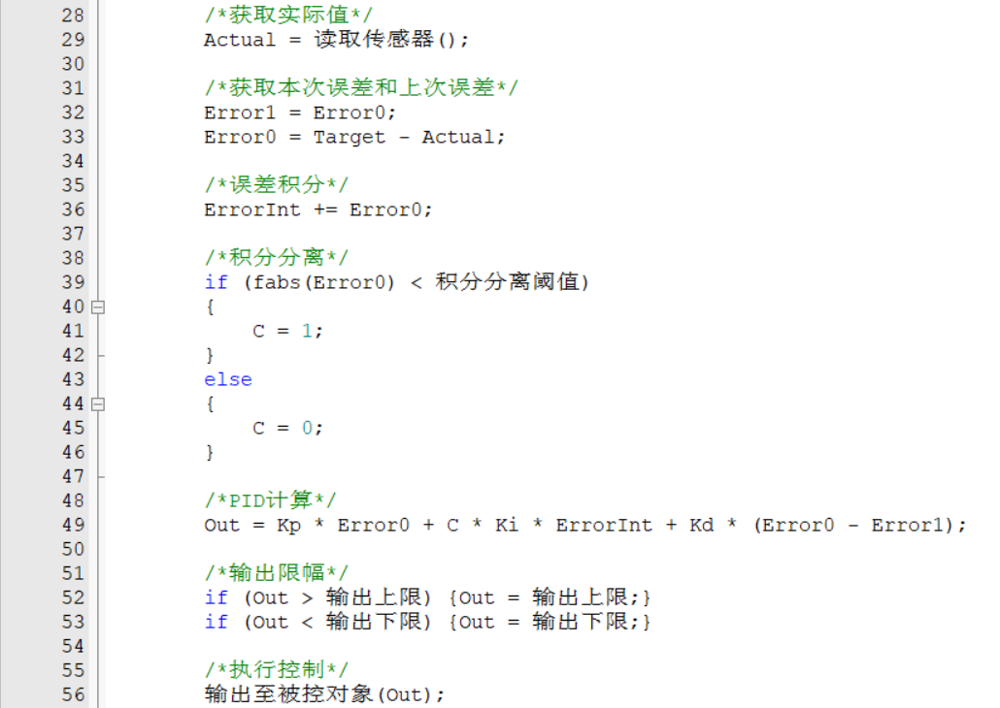 28 /*获取实际值*/
29 Actual = 读取传感器();
30
31 /*获取本次误差和上次误差*/
32 Error1 = Error0;
33 Error0 = Target - Actual;
34
35 /*误差积分*/
36 ErrorInt += Error0;
37
38 /*积分分离*/
39 if (fabs(Error0) < 积分分离阈值)
40 {
41 C = 1;
42 }
43 else
44 {
45 C = 0;
46 }
47
48 /*PID计算*/
49 Out = Kp * Error0 + C * Ki * ErrorInt + Kd * (Error0 - Error1);
50
51 /*输出限幅*/
52 if (Out > 输出上限) {Out = 输出上限;}
53 if (Out < 输出下限) {Out = 输出下限;}
54
55 /*执行控制*/
56 输出至被控对象(Out);